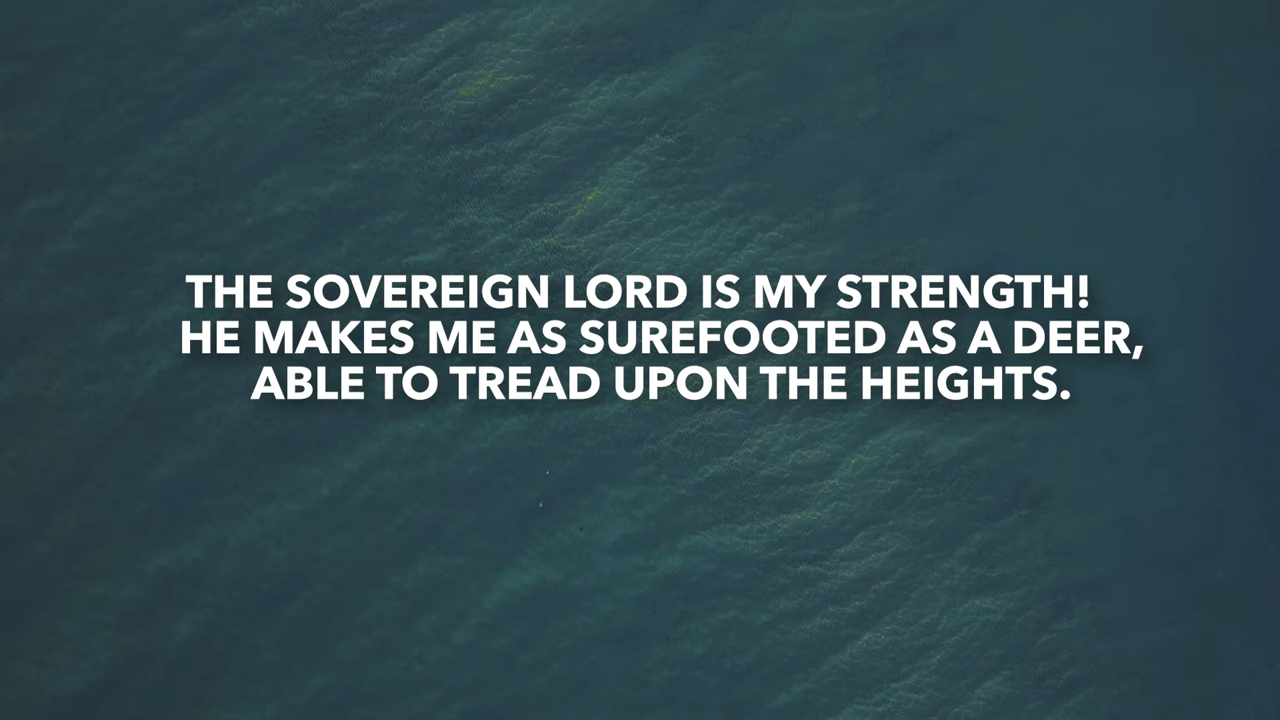 THE SOVEREIGN LORD IS MY STRENGTH!
HE MAKES ME AS SUREFOOTED AS A DEER,
ABLE TO TREAD UPON THE HEIGHTS.